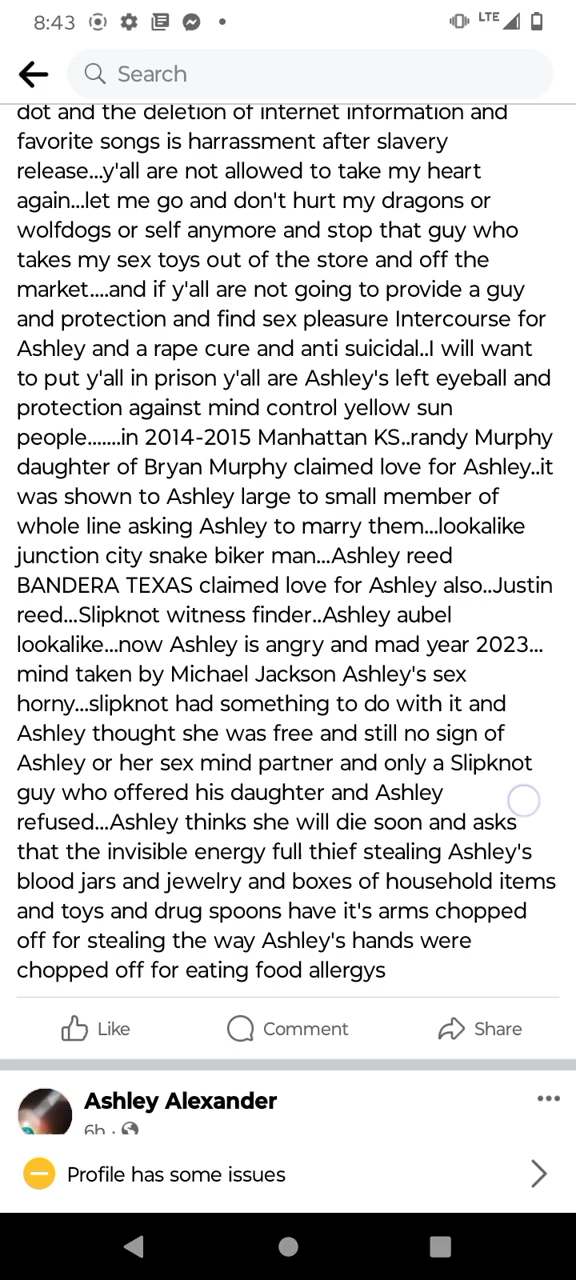 8:43
LTE
Search
dot and the deletion of internet information and
favorite songs is harrassment after slavery
release...y'all are not allowed to take my heart
again...let me go and don't hurt my dragons or
wolfdogs or self anymore and stop that guy who
takes my sex toys out of the store and off the
market....and if y'all are not going to provide a guy
and protection and find sex pleasure Intercourse for
Ashley and a rape cure and anti suicidal..I will want
to put y'all in prison y'all are Ashley's left eyeball and
protection against mind control yellow sun
people.......in 2014-2015 Manhattan KS..randy Murphy
daughter of Bryan Murphy claimed love for Ashley..it
was shown to Ashley large to small member of
whole line asking Ashley to marry them...lookalike
junction city snake biker man...Ashley reed
BANDERA TEXAS claimed love for Ashley also..Justin
reed...Slipknot witness finder..Ashley aubel
lookalike...now Ashley is angry and mad year 2023...
mind taken by Michael Jackson Ashley's sex
horny...slipknot had something to do with it and
Ashley thought she was free and still no sign of
Ashley or her sex mind partner and only a Slipknot
guy who offered his daughter and Ashley
refused...Ashley thinks she will die soon and asks
that the invisible energy full thief stealing Ashley's
blood jars and jewelry and boxes of household items
and toys and drug spoons have it's arms chopped
off for stealing the way Ashley's hands were
chopped off for eating food allergys
Like Comment Share
Ashley Alexander
6h
Profile has some issues